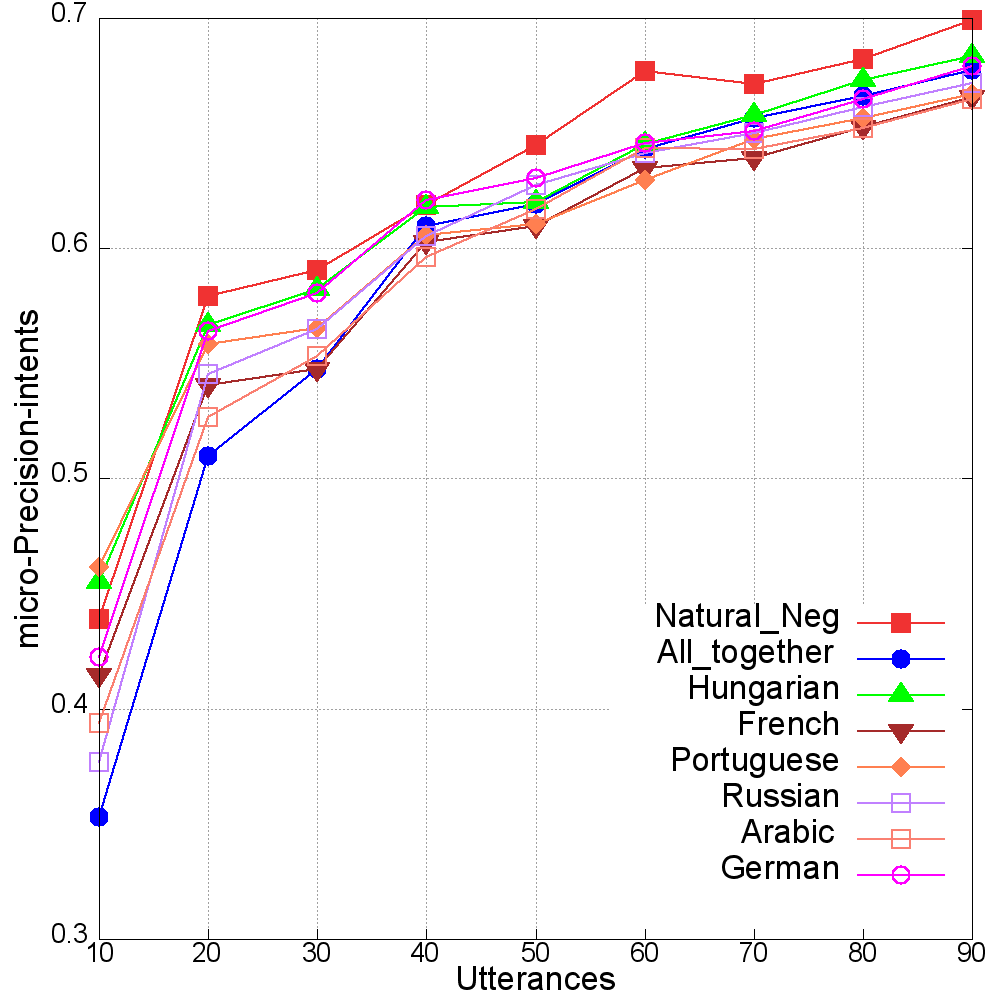 0.7
0.6
0.5
0.4
0.3
micro-Precision-intents
Natural_Neg
All_together
Hungarian
French
Portuguese
Russian
Arabic
German
10 20 30 40 50 60 70 80 90
Utterances